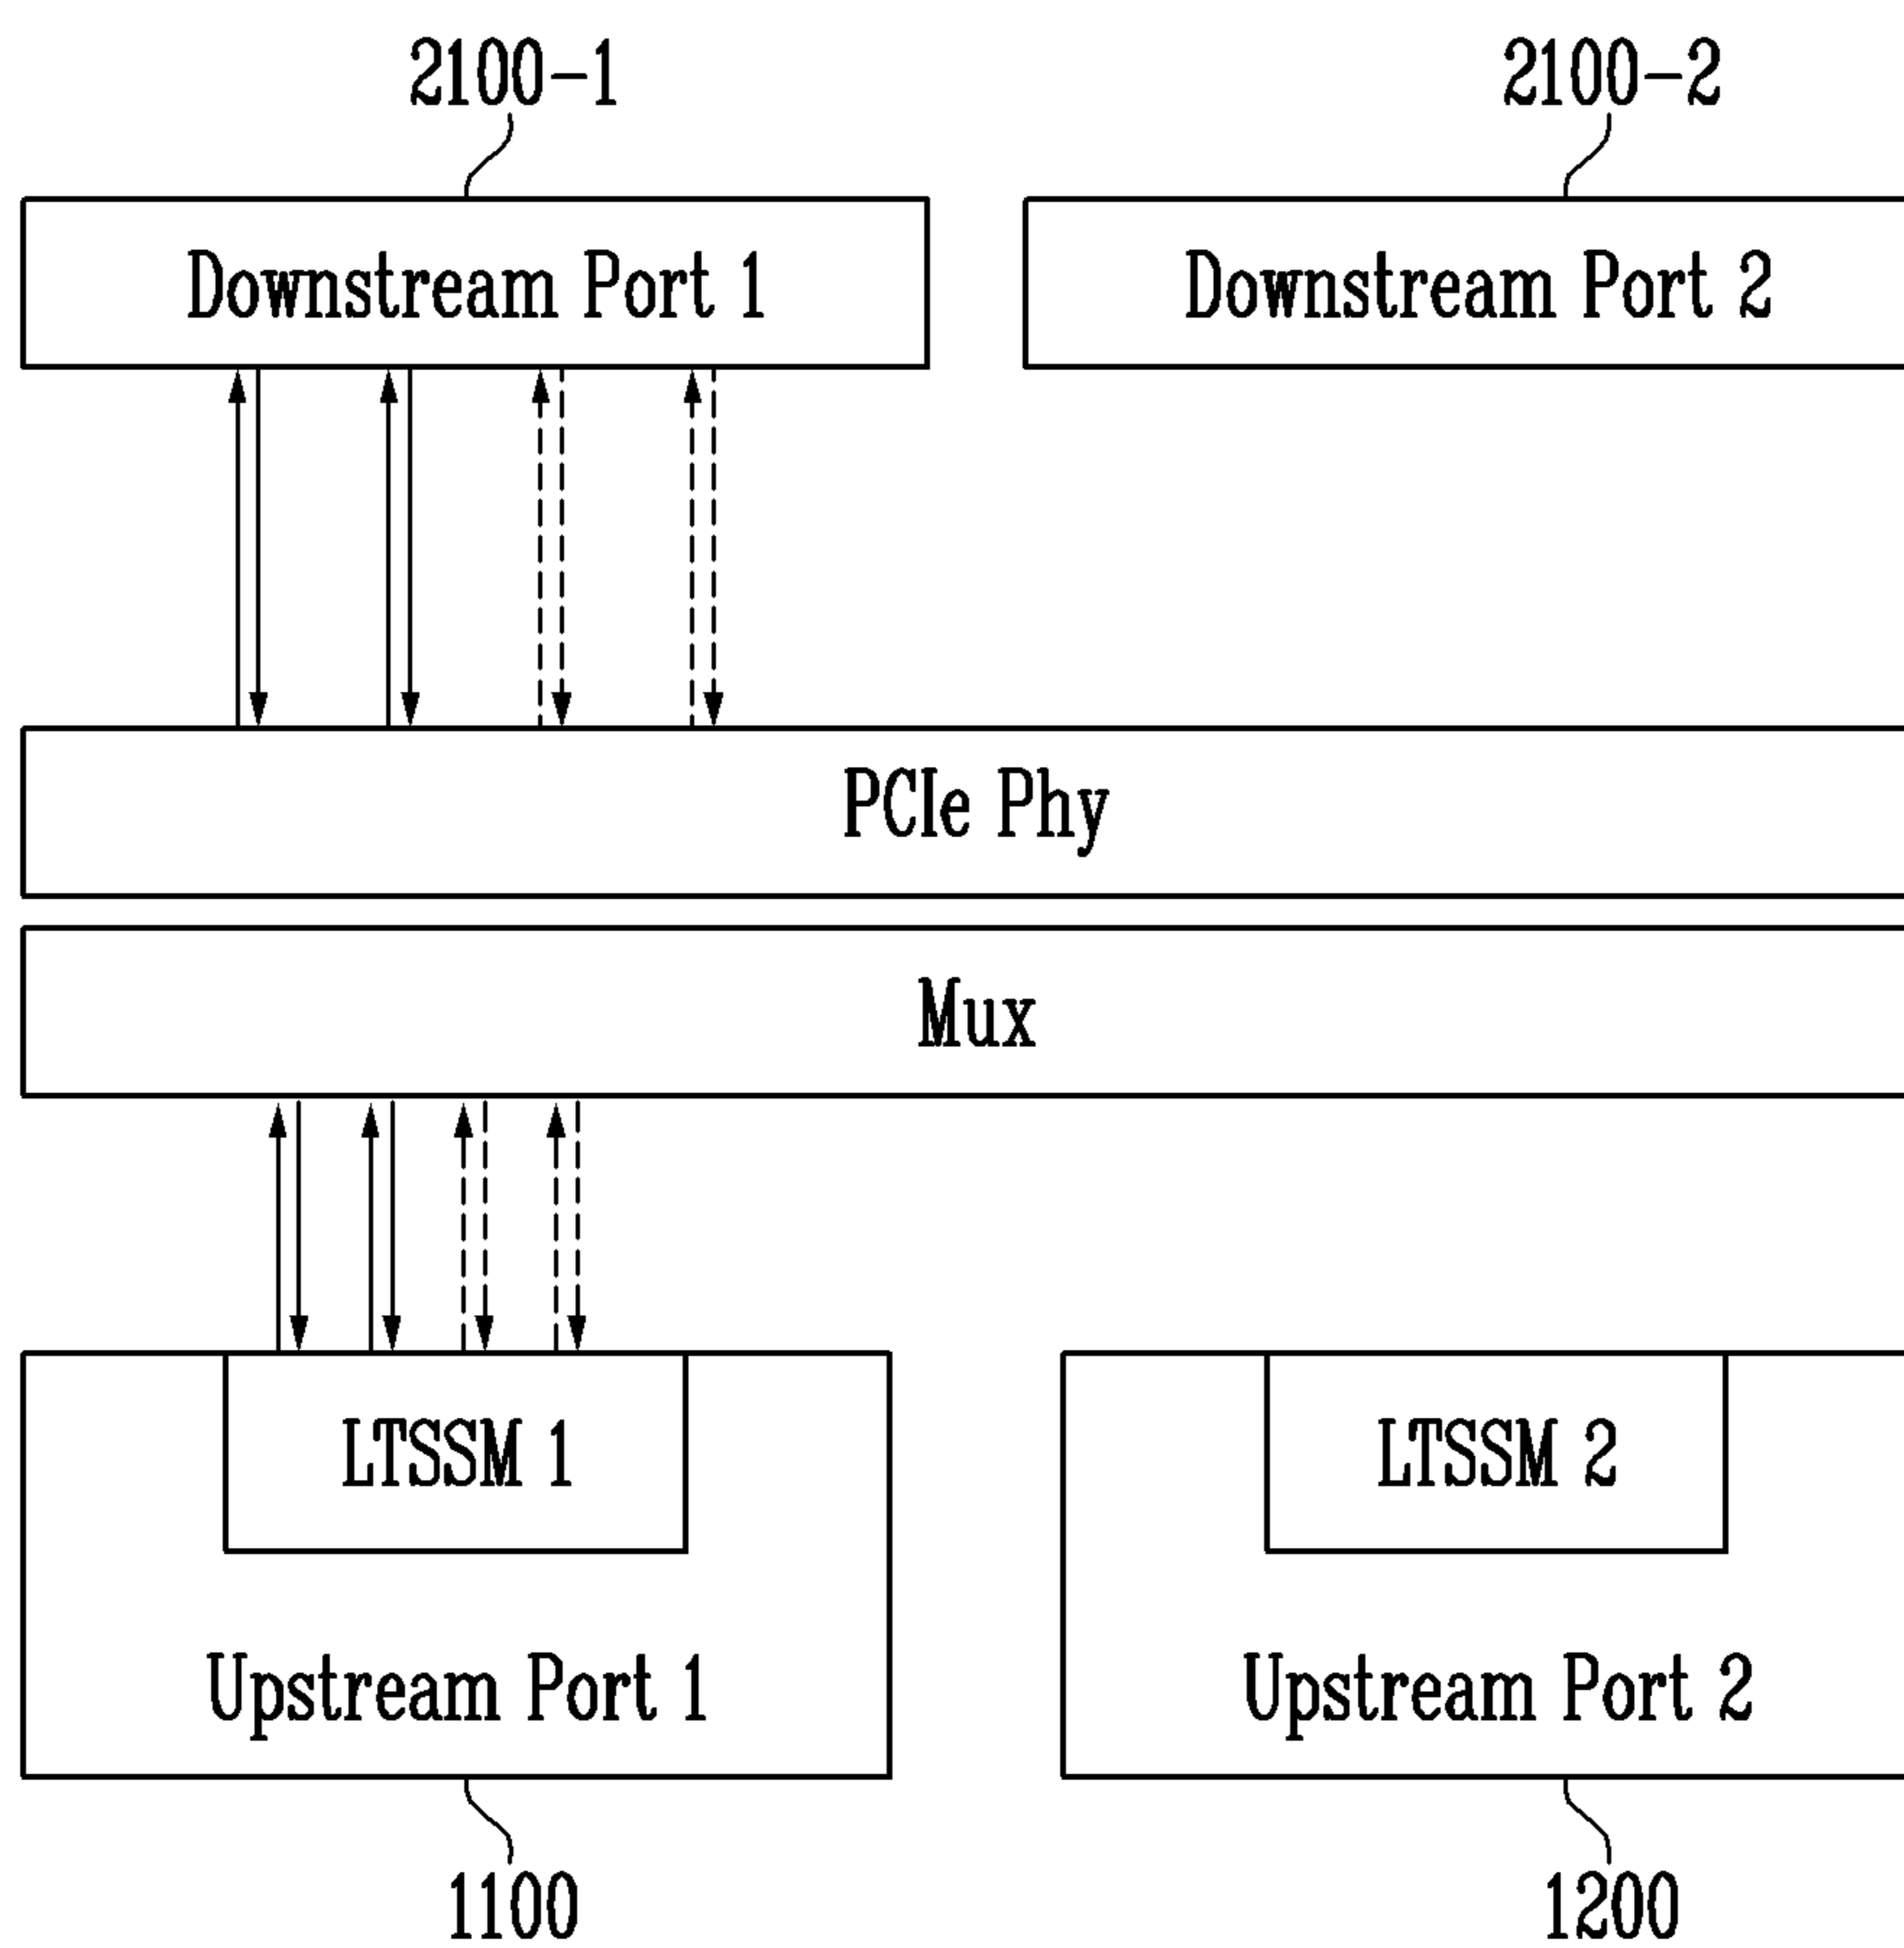 2100-1
2100-2
Downstream Port 1
Downstream Port 2
PCIe Phy
Mux
LTSSM 1
LTSSM 2
Upstream Port 1
Upstream Port 2
1100
1200